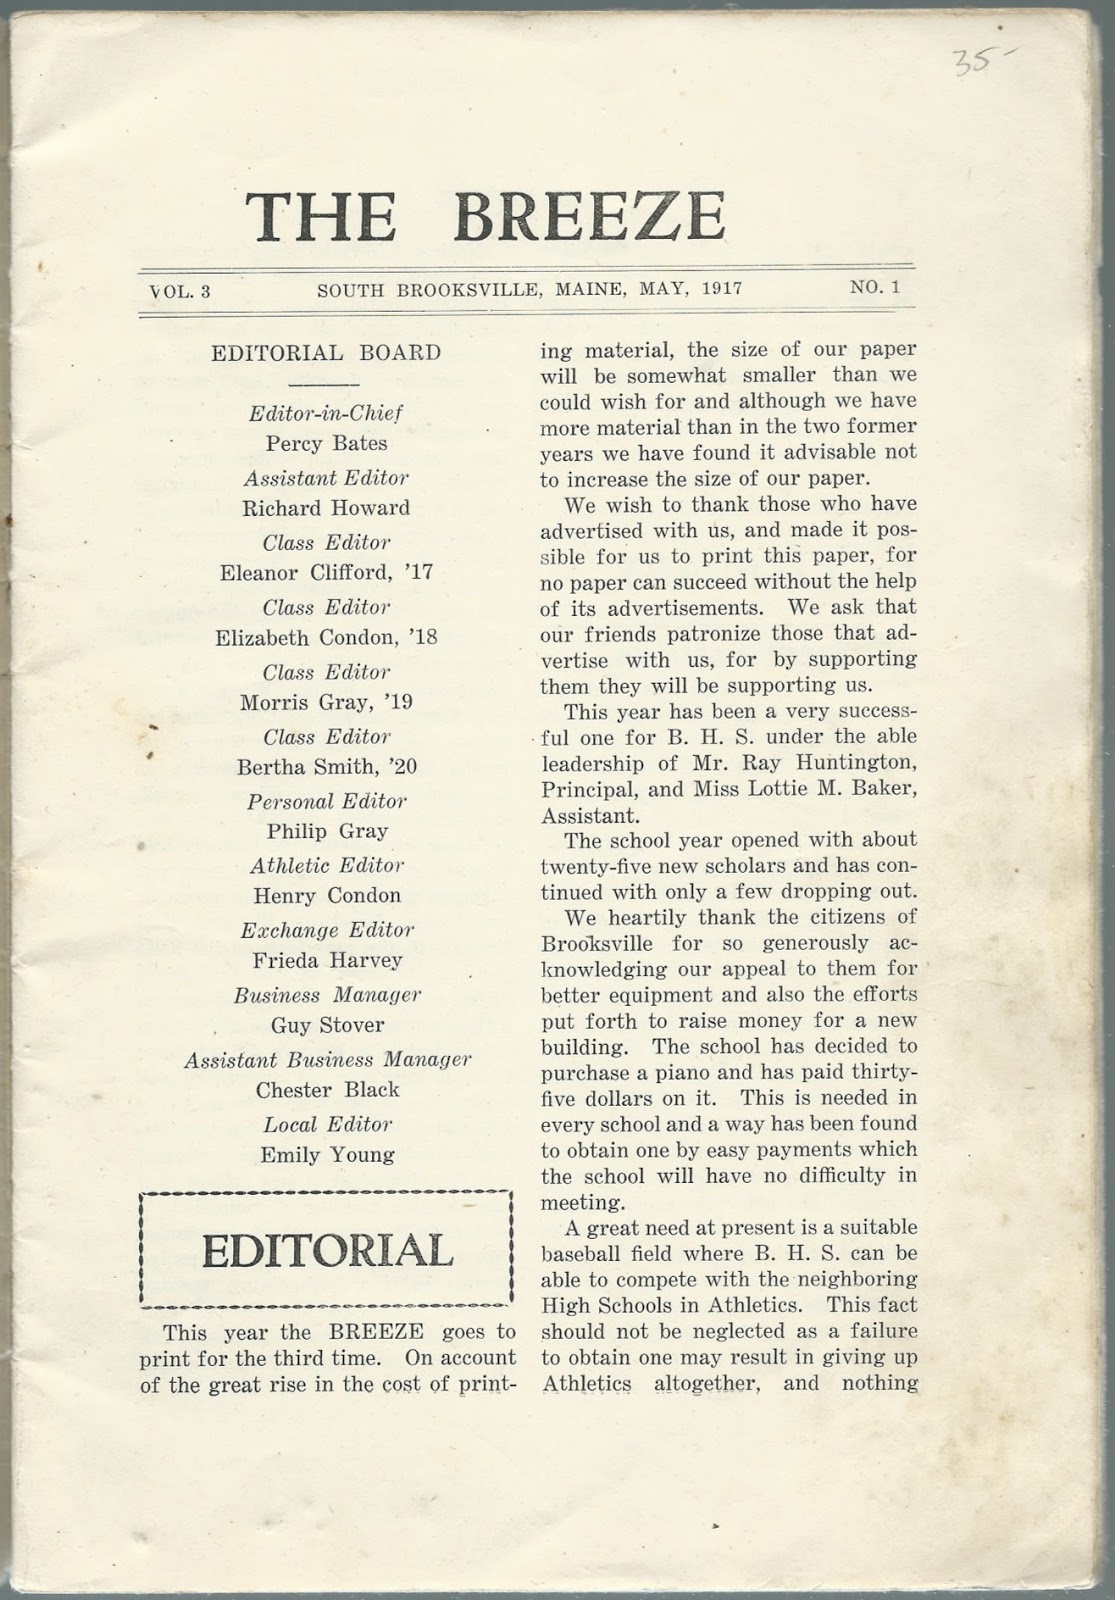 35-
THE BREEZE
VOL. 3 SOUTH BROOKSVILLE, MAINE, MAY, 1917 NO. 1
EDITORIAL BOARD
Editor-in-Chief
Percy Bates
Assistant Editor
Richard Howard
Class Editor
Eleanor Clifford, '17
Class Editor
Elizabeth Condon, '18
Class Editor
Morris Gray, '19
Class Editor
Bertha Smith, '20
Personal Editor
Philip Gray
Athletic Editor
Henry Condon
Exchange Editor
Frieda Harvey
Business Manager
Guy Stover
Assistant Business Manager
Chester Black
Local Editor
Emily Young
EDITORIAL
This year the BREEZE goes to
print for the third time. On account
of the great rise in the cost of print-
ing material, the size of our paper
will be somewhat smaller than we
could wish for and although we have
more material than in the two former
years we have found it advisable not
to increase the size of our paper.
We wish to thank those who have
advertised with us, and made it pos-
sible for us to print this paper, for
no paper can succeed without the help
of its advertisements. We ask that
our friends patronize those that ad-
vertise with us, for by supporting
them they will be supporting us.
This year has been a very success-
ful one for B. H. S. under the able
leadership of Mr. Ray Huntington,
Principal, and Miss Lottie M. Baker,
Assistant.
The school year opened with about
twenty-five new scholars and has con-
tinued with only a few dropping out.
We heartily thank the citizens of
Brooksville for so generously ac-
knowledging our appeal to them for
better equipment and also the efforts
put forth to raise money for a new
building. The school has decided to
purchase a piano and has paid thirty-
five dollars on it. This is needed in
every school and a way has been found
to obtain one by easy payments which
the school will have no difficulty in
meeting.
A great need at present is a suitable
baseball field where B. H. S. can be
able to compete with the neighboring
High Schools in Athletics. This fact
should not be neglected as a failure
to obtain one may result in giving up
Athletics altogether, and nothing